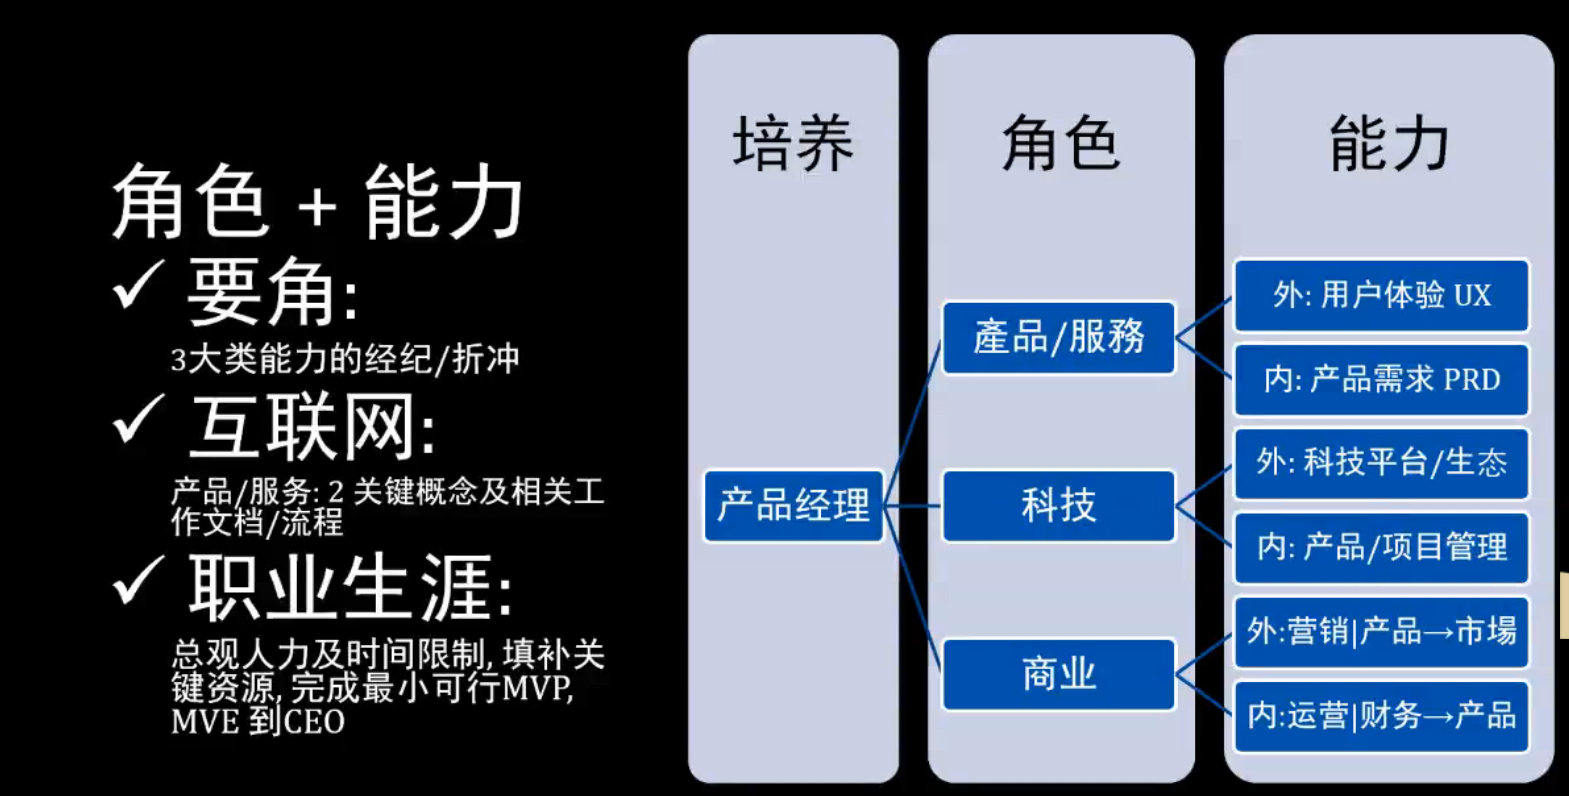 角色 + 能力
✓ 要角:
3大类能力的经纪/折冲
✓ 互联网:
产品/服务: 2 关键概念及相关工
作文档/流程
✓ 职业生涯:
总观人力及时间限制, 填补关
键资源, 完成最小可行MVP,
MVE 到CEO
培养
产品经理
角色
產品/服務
科技
商业
能力
外: 用户体验 UX
内: 产品需求 PRD
外: 科技平台/生态
内: 产品/项目管理
外:营销|产品→市場
内:运营|财务→产品